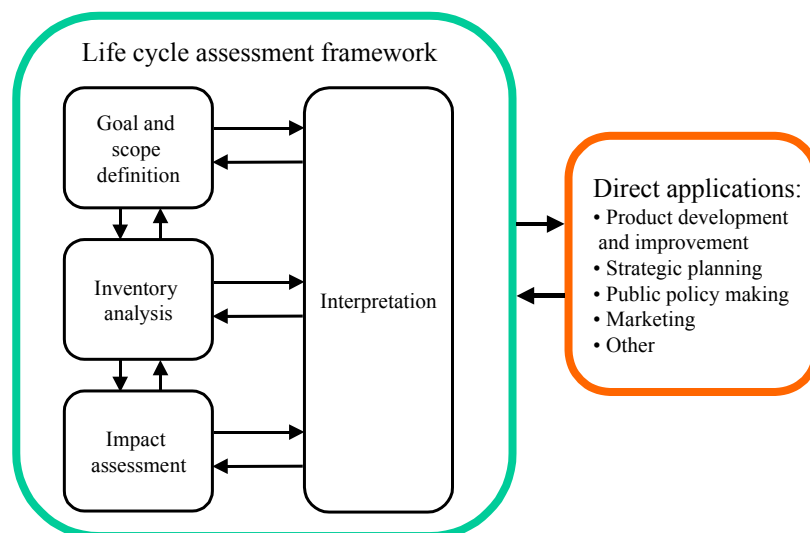 Life cycle assessment framework
Goal and
scope
definition
Inventory
analysis
Impact
assessment
Interpretation
Direct applications:
• Product development
and improvement
• Strategic planning
• Public policy making
• Marketing
• Other